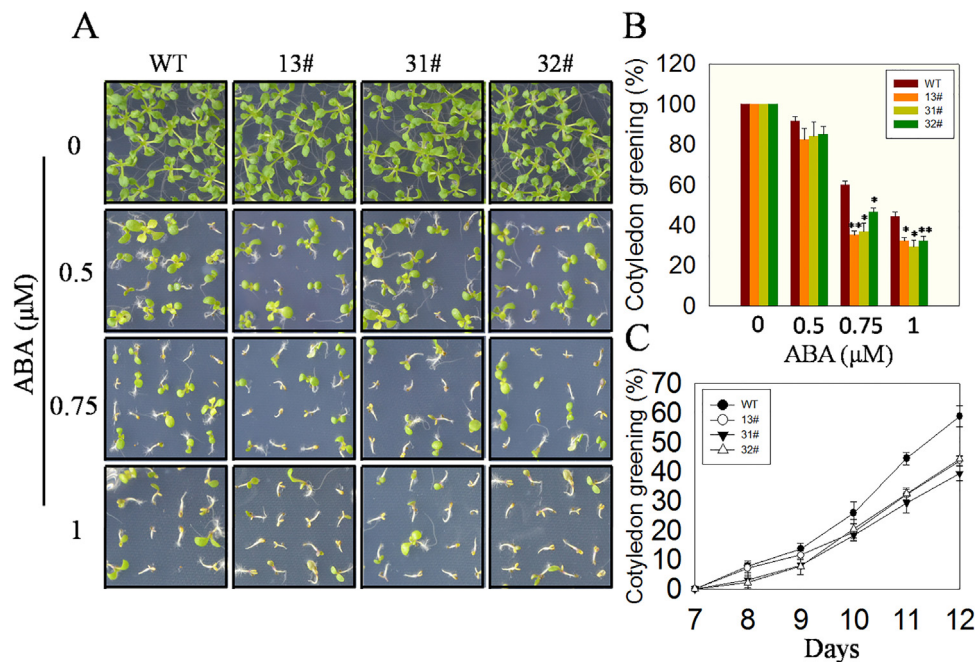 A
WT 13# 31# 32#
ABA (µM)
0
0.5
0.75
1
B
Cotyledon greening (%)
120
100
80
60
40
20
0
WT
13#
31#
32#
** * *
* * **
0 0.5 0.75 1
ABA (µM)
C
Cotyledon greening (%)
70
60
50
40
30
20
10
0
WT
13#
31#
32#
7 8 9 10 11 12
Days